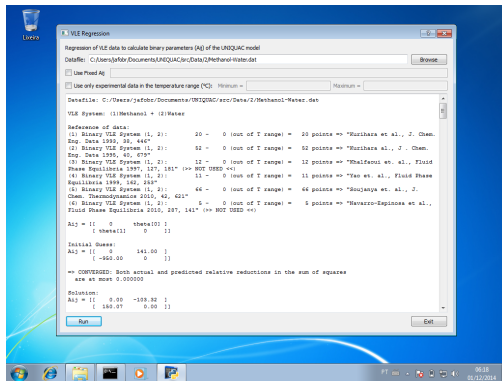 Lixeira
VLE Regression
Regression of VLE data to calculate binary parameters (Aij) of the UNIQUAC model
Datafile: C:/Users/jafobr/Documents/UNIQUAC/src/Data/2/Methanol-Water.dat
Browse
Use Fixed Aij
Use only experimental data in the temperature range (°C): Minimum = Maximum =
Datafile: C:/Users/jafobr/Documents/UNIQUAC/src/Data/2/Methanol-Water.dat
VLE System: (1)Methanol + (2)Water
Reference of data:
(1) Binary VLE System (1, 2): 20 - 0 (out of T range) = 20 points => "Kurihara et. al., J. Chem.
Eng. Data 1993, 38, 446"
(2) Binary VLE System (1, 2): 52 - 0 (out of T range) = 52 points => "Kurihara et al., J . Chem.
Eng. Data 1995, 40, 679"
(3) Binary VLE System (1, 2): 12 - 0 (out of T range) = 12 points => "Khalfaoui et. al., Fluid
Phase Equilibria 1997, 127, 181" (>> NOT USED <<)
(4) Binary VLE System (1, 2): 11 - 0 (out of T range) = 11 points => "Yao et. al., Fluid Phase
Equilibria 1999, 162, 253"
(5) Binary VLE System (1, 2): 66 - 0 (out of T range) = 66 points => "Soujanya et. al., J.
Chem. Thermodynamics 2010, 42, 621"
(6) Binary VLE System (1, 2): 5 - 0 (out of T range) = 5 points => "Navarro-Espinosa et al.,
Fluid Phase Equilibria 2010, 287, 141" (>> NOT USED <<)
Aij = [[ 0 theta[0] ]
[ theta[1] 0 ]]
Initial Guess:
Aij = [[ 0 141.00 ]
[ -950.00 0 ]]
=> CONVERGED: Both actual and predicted relative reductions in the sum of squares
are at most 0.000000
Solution:
Aij = [[ 0.00 -103.32 ]
[ 150.07 0.00 ]]
Run
Exit
PT
06:18
01/12/2014